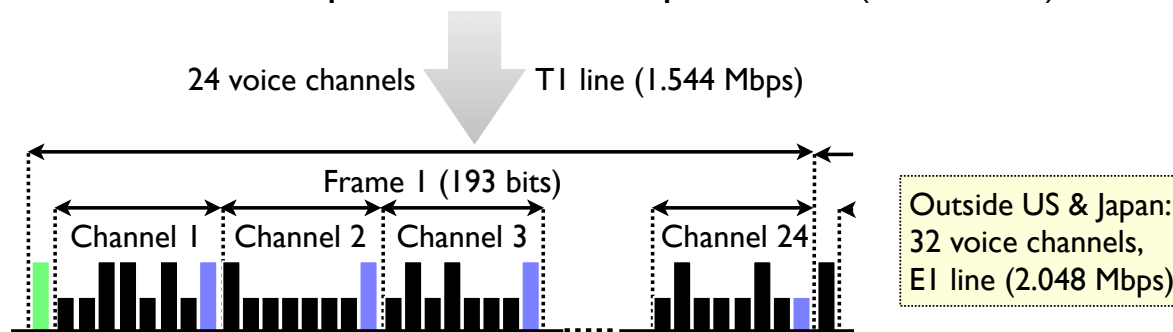 24 voice channels
T1 line (1.544 Mbps)
Frame 1 (193 bits)
Channel 1
Channel 2
Channel 3
Channel 24
Outside US & Japan:
32 voice channels,
E1 line (2.048 Mbps)